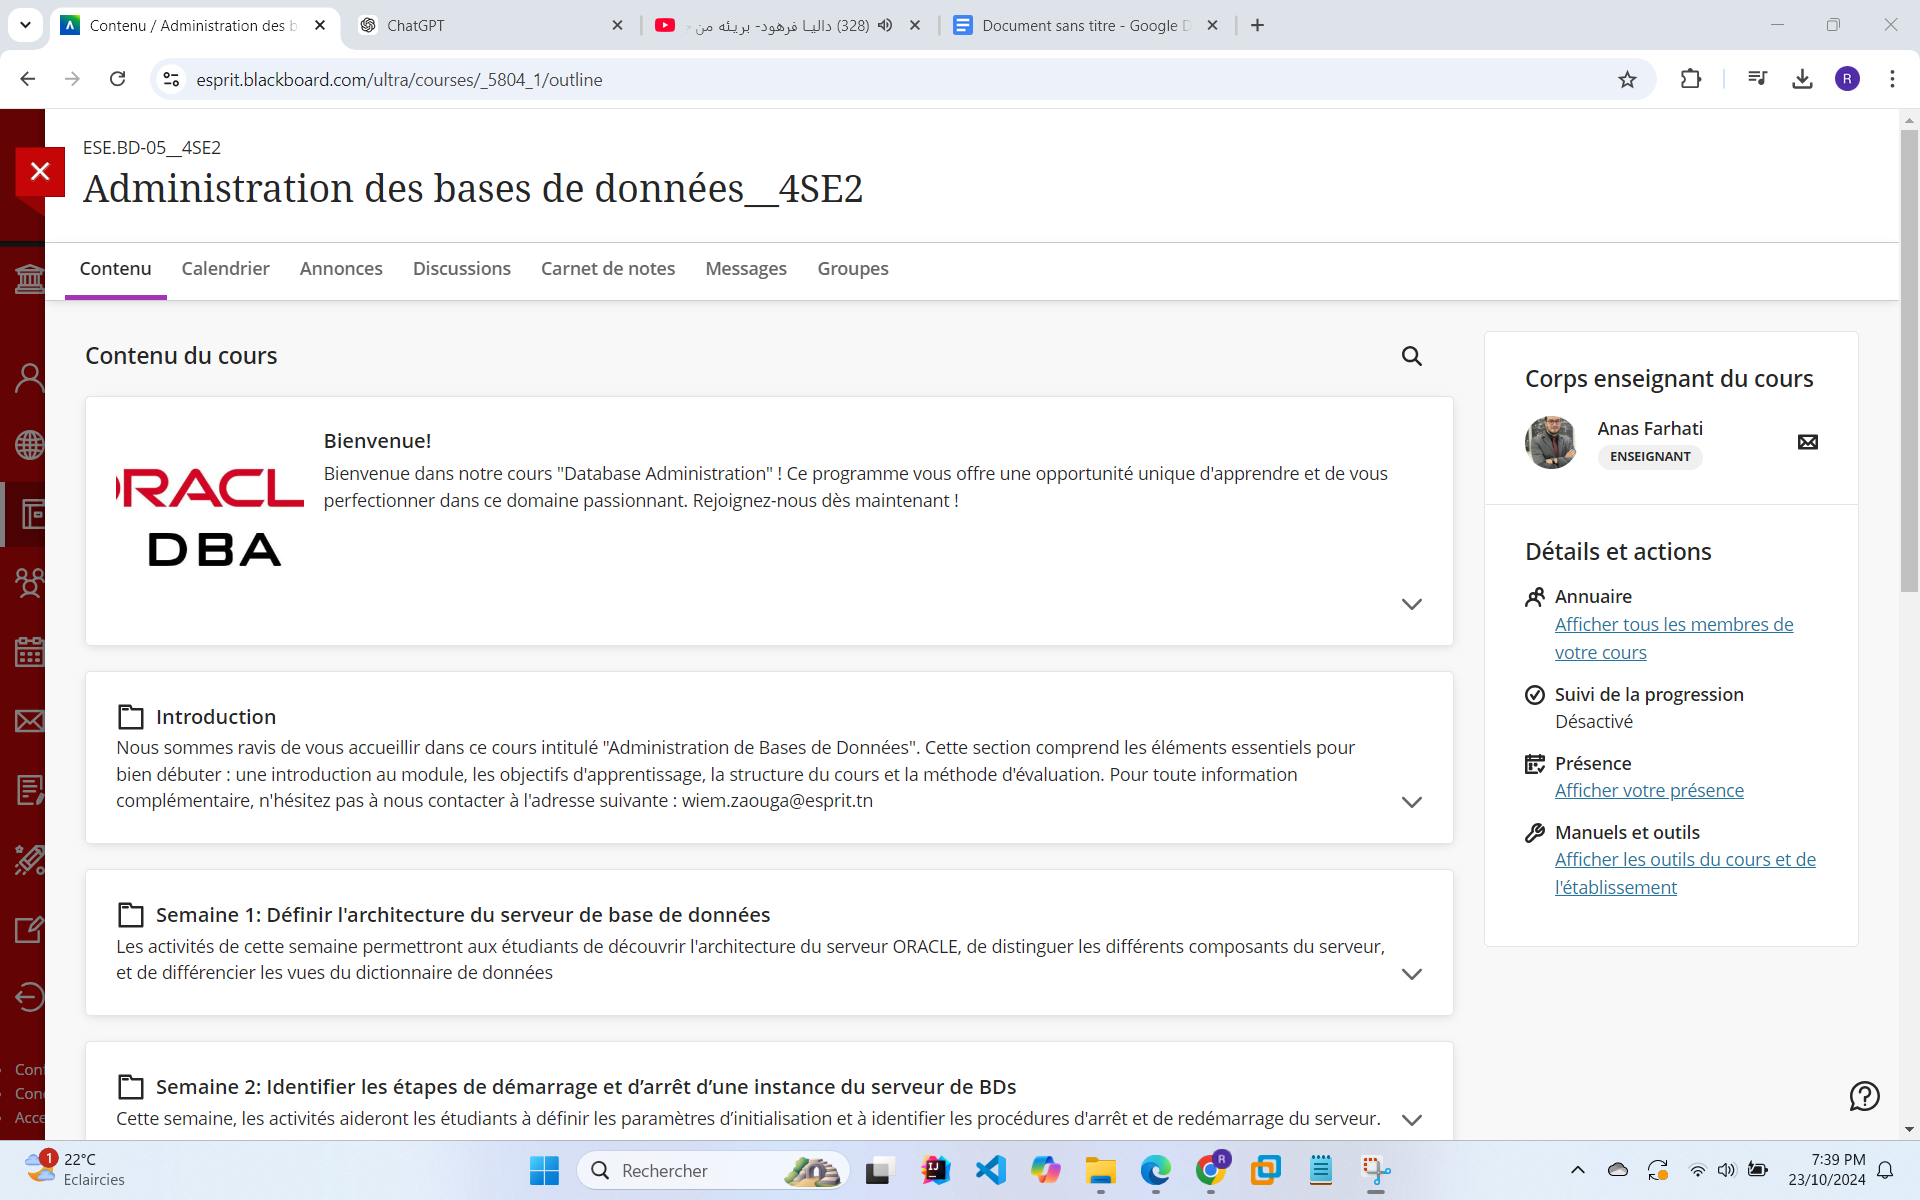 Contenu / Administration des b
ChatGPT
(328) داليا فرهود- بريئه من
Document sans titre - Google D
esprit.blackboard.com/ultra/courses/_5804_1/outline
R
ESE.BD-05__4SE2
Administration des bases de données__4SE2
Contenu
Calendrier
Annonces
Discussions
Carnet de notes
Messages
Groupes
Contenu du cours
ORACL
DBA
Bienvenue!
Bienvenue dans notre cours "Database Administration" ! Ce programme vous offre une opportunité unique d'apprendre et de vous
perfectionner dans ce domaine passionnant. Rejoignez-nous dès maintenant !
Introduction
Nous sommes ravis de vous accueillir dans ce cours intitulé "Administration de Bases de Données". Cette section comprend les éléments essentiels pour
bien débuter : une introduction au module, les objectifs d'apprentissage, la structure du cours et la méthode d'évaluation. Pour toute information
complémentaire, n'hésitez pas à nous contacter à l'adresse suivante : wiem.zaouga@esprit.tn
Semaine 1: Définir l'architecture du serveur de base de données
Les activités de cette semaine permettront aux étudiants de découvrir l'architecture du serveur ORACLE, de distinguer les différents composants du serveur,
et de différencier les vues du dictionnaire de données
Semaine 2: Identifier les étapes de démarrage et d’arrêt d’une instance du serveur de BDs
Cette semaine, les activités aideront les étudiants à définir les paramètres d’initialisation et à identifier les procédures d'arrêt et de redémarrage du serveur.
Corps enseignant du cours
Anas Farhati
ENSEIGNANT
Détails et actions
Annuaire
Afficher tous les membres de
votre cours
Suivi de la progression
Désactivé
Présence
Afficher votre présence
Manuels et outils
Afficher les outils du cours et de
l'établissement
Conf
Conc
Acce
1
22°C
Eclaircies
Rechercher
R
7:39 PM
23/10/2024